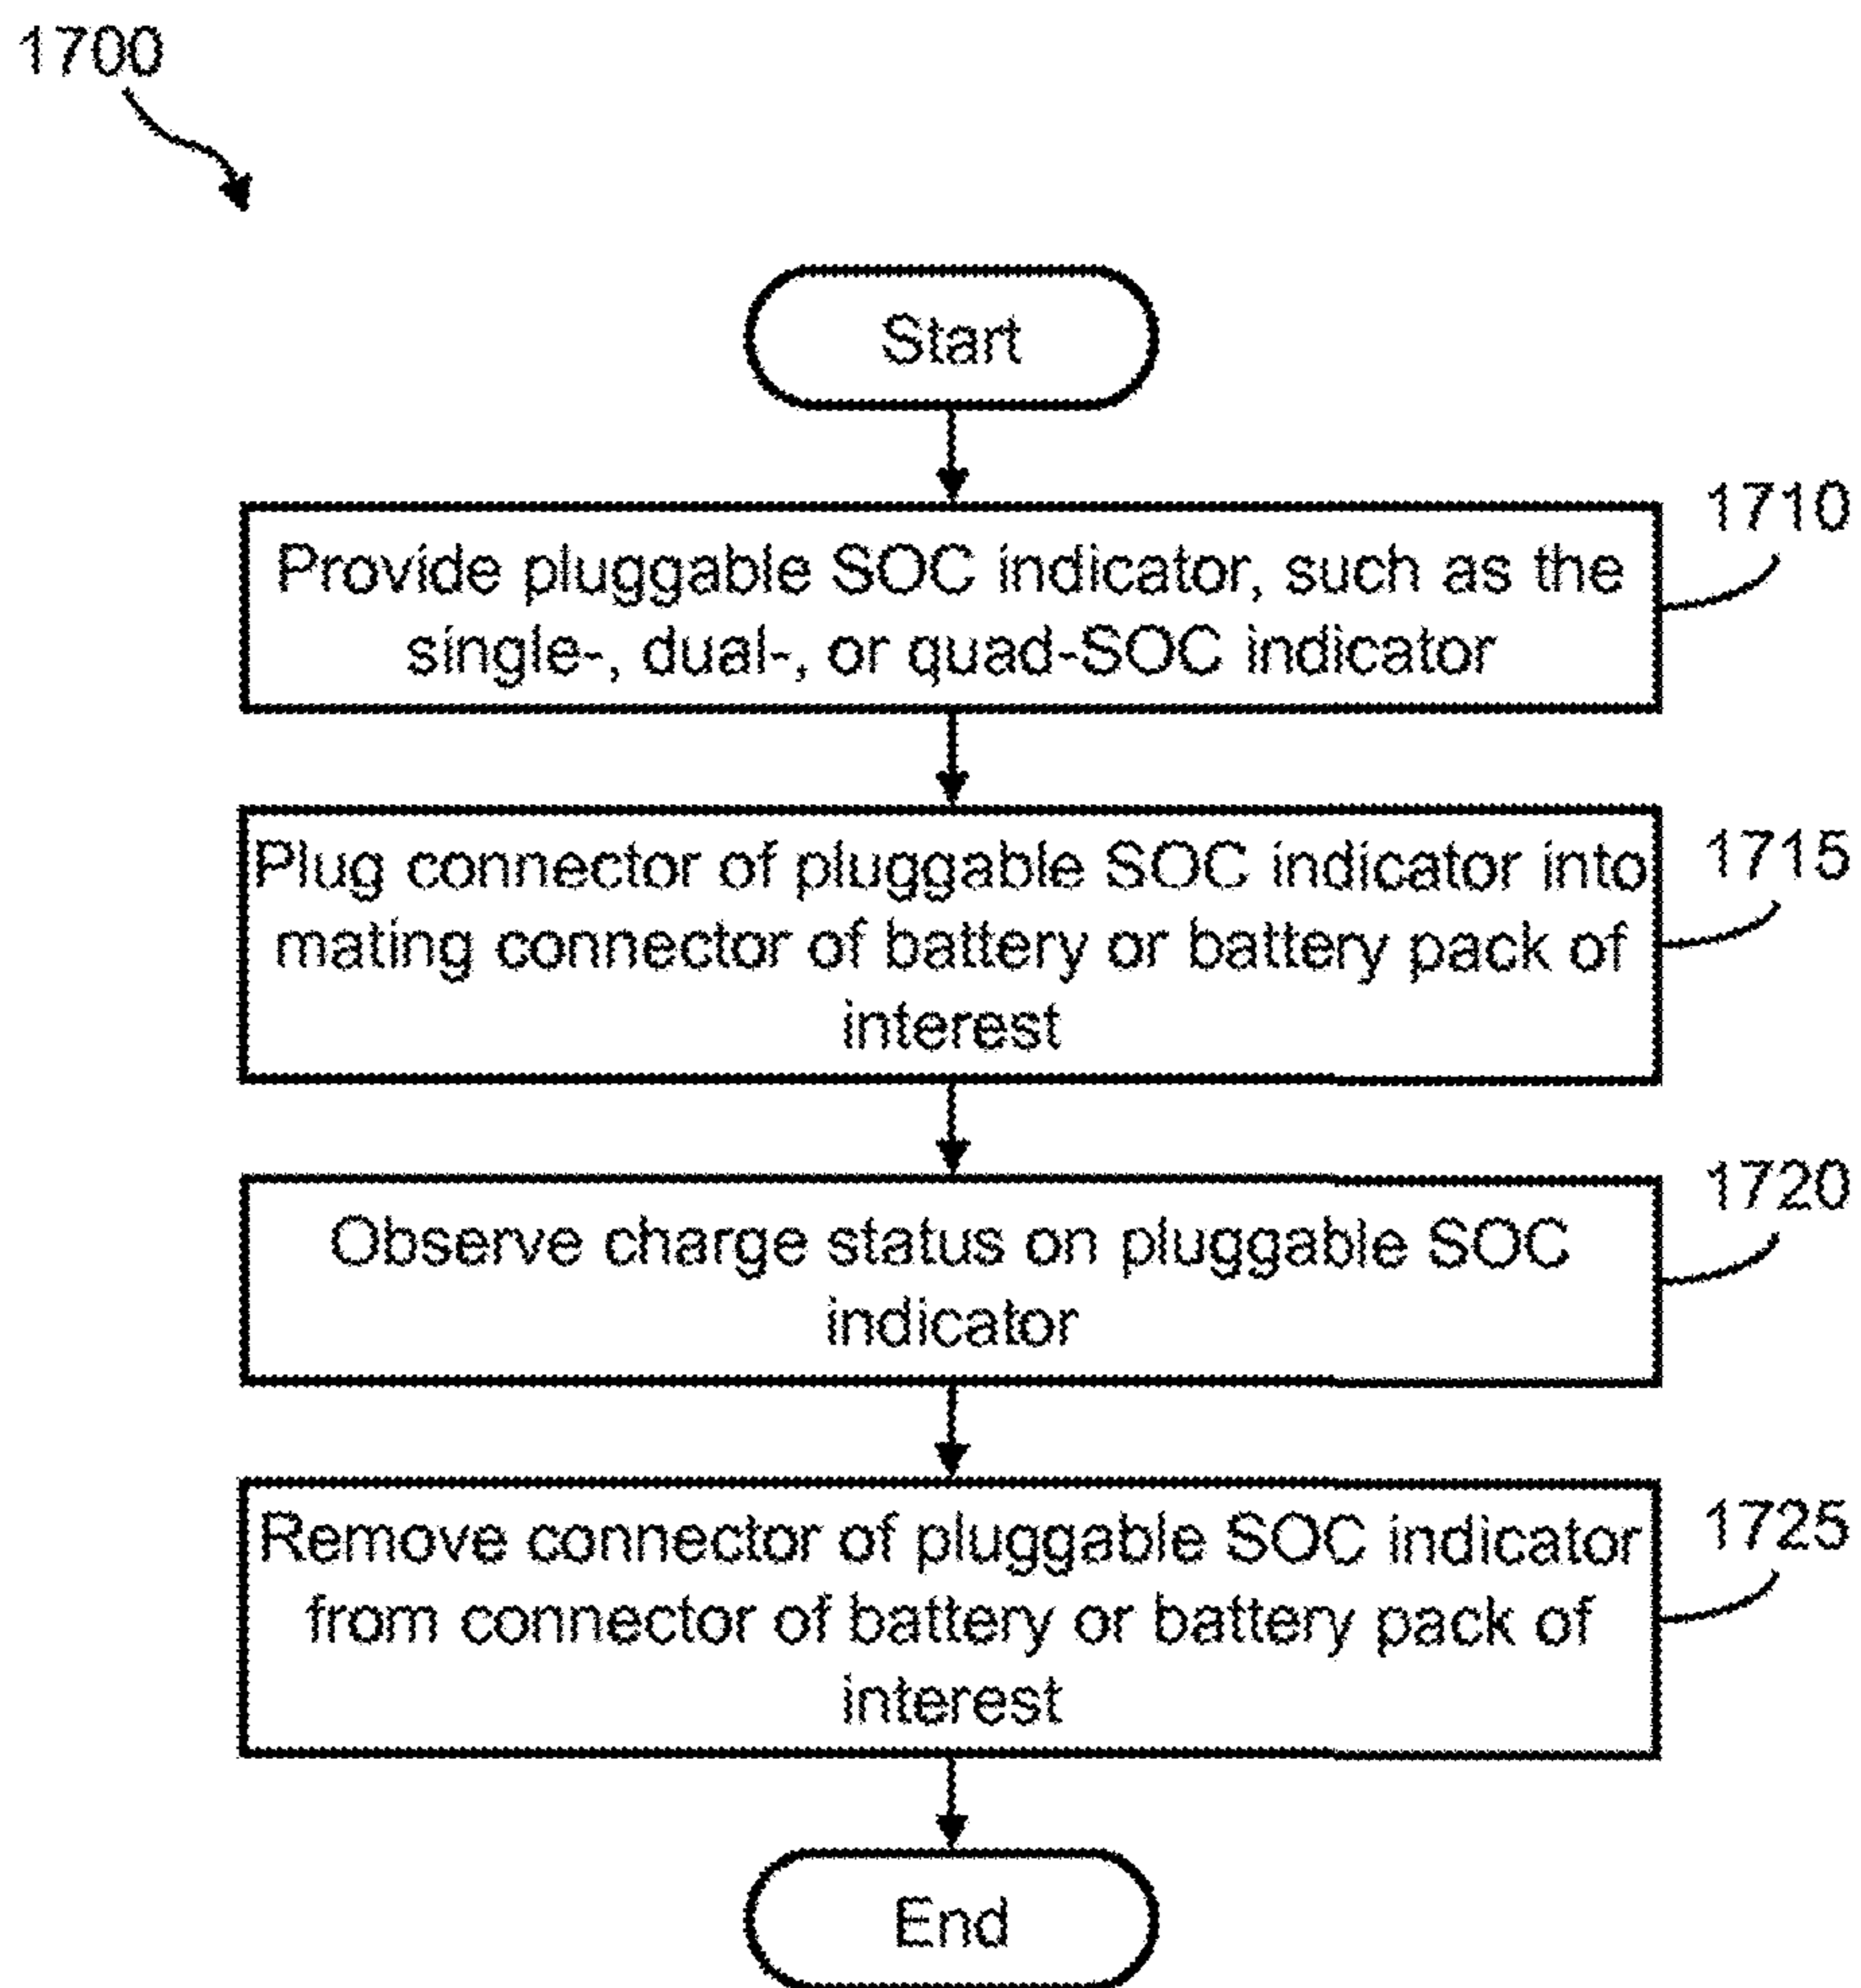 1700
Start
1710
Provide pluggable SOC indicator, such as the
single-, dual-, or quad-SOC indicator
1715
Plug connector of pluggable SOC indicator into
mating connector of battery or battery pack of
interest
1720
Observe charge status on pluggable SOC
indicator
1725
Remove connector of pluggable SOC indicator
from connector of battery or battery pack of
interest
End